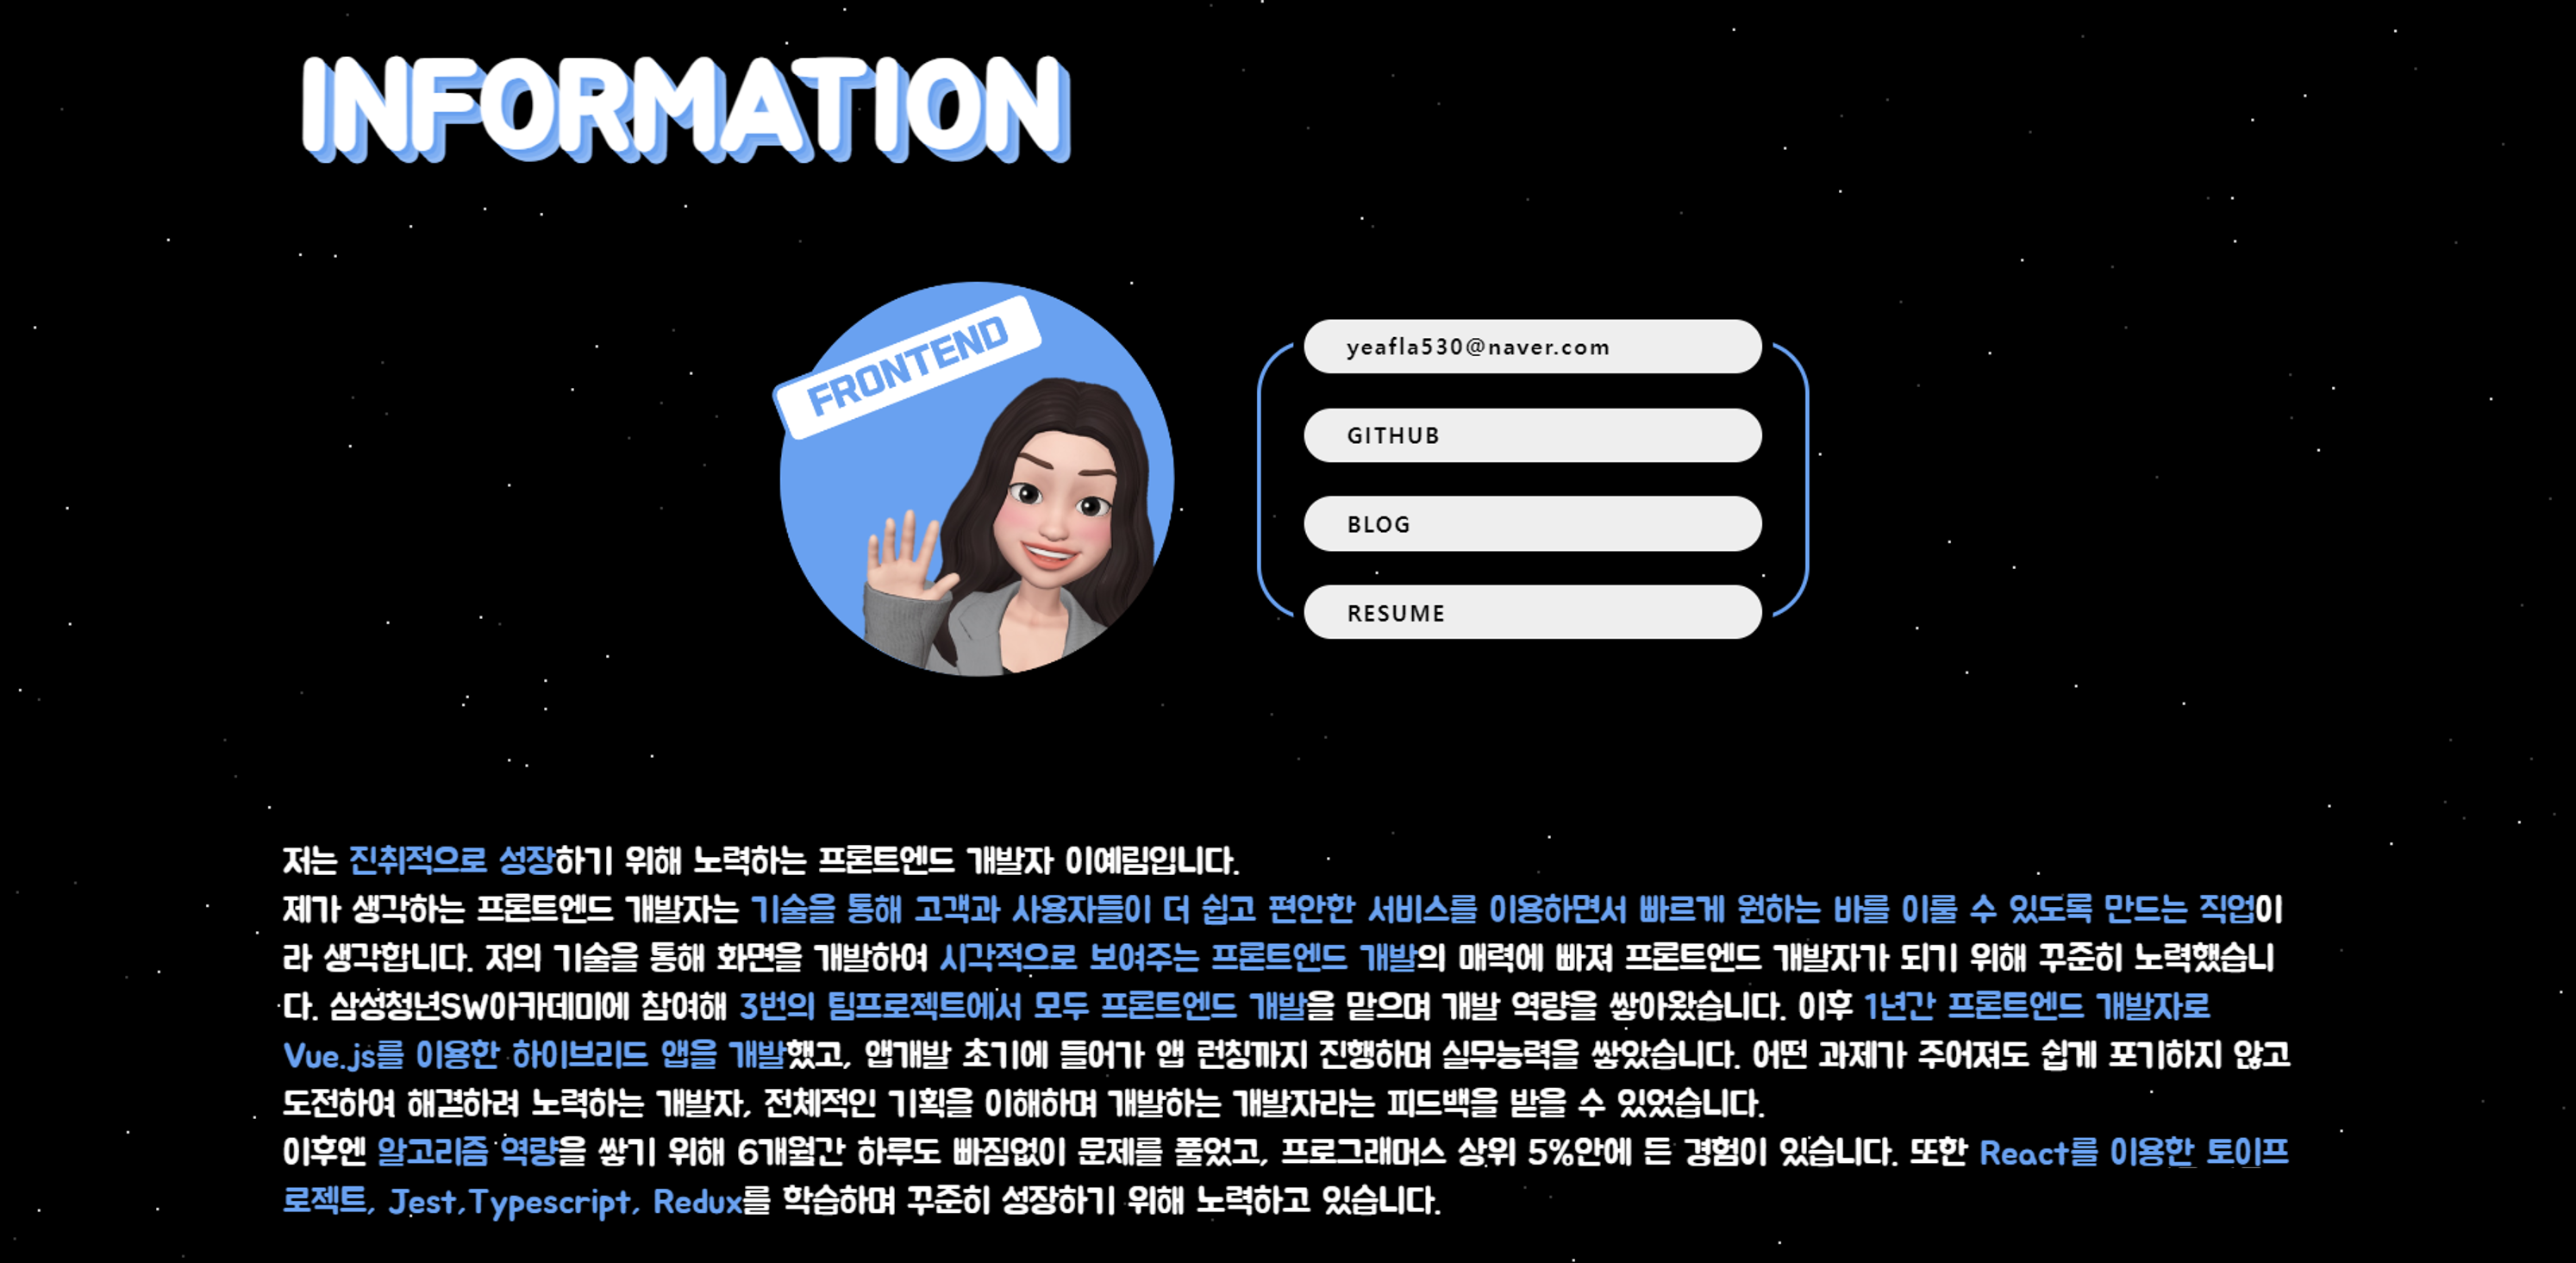 INFORMATION
FRONTEND
yeafla530@naver.com
GITHUB
BLOG
RESUME
저는 진취적으로 성장하기 위해 노력하는 프론트엔드 개발자 이예림입니다.
제가 생각하는 프론트엔드 개발자는 기술을 통해 고객과 사용자들이 더 쉽고 편안한 서비스를 이용하면서 빠르게 원하는 바를 이룰 수 있도록 만드는 직업이
라 생각합니다. 저의 기술을 통해 화면을 개발하여 시각적으로 보여주는 프론트엔드 개발의 매력에 빠져 프론트엔드 개발자가 되기 위해 꾸준히 노력했습니
다. 삼성청년SW아카데미에 참여해 3번의 팀프로젝트에서 모두 프론트엔드 개발을 맡으며 개발 역량을 쌓아왔습니다. 이후 1년간 프론트엔드 개발자로
Vue.js를 이용한 하이브리드 앱을 개발했고, 앱개발 초기에 들어가 앱 런칭까지 진행하며 실무능력을 쌓았습니다. 어떤 과제가 주어져도 쉽게 포기하지 않고
도전하여 해결하려 노력하는 개발자, 전체적인 기획을 이해하며 개발하는 개발자라는 피드백을 받을 수 있었습니다.
이후엔 알고리즘 역량을 쌓기 위해 6개월간 하루도 빠짐없이 문제를 풀었고, 프로그래머스 상위 5%안에 든 경험이 있습니다. 또한 React를 이용한 토이프
로젝트, Jest,Typescript, Redux를 학습하며 꾸준히 성장하기 위해 노력하고 있습니다.